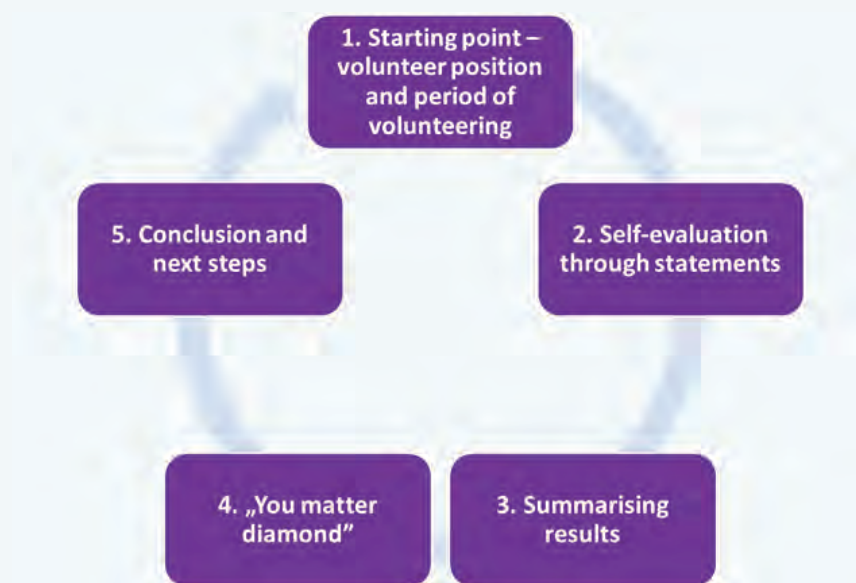 1. Starting point –
volunteer position
and period of
volunteering
2. Self-evaluation
through statements
3. Summarising
results
4. „You matter
diamond”
5. Conclusion and
next steps